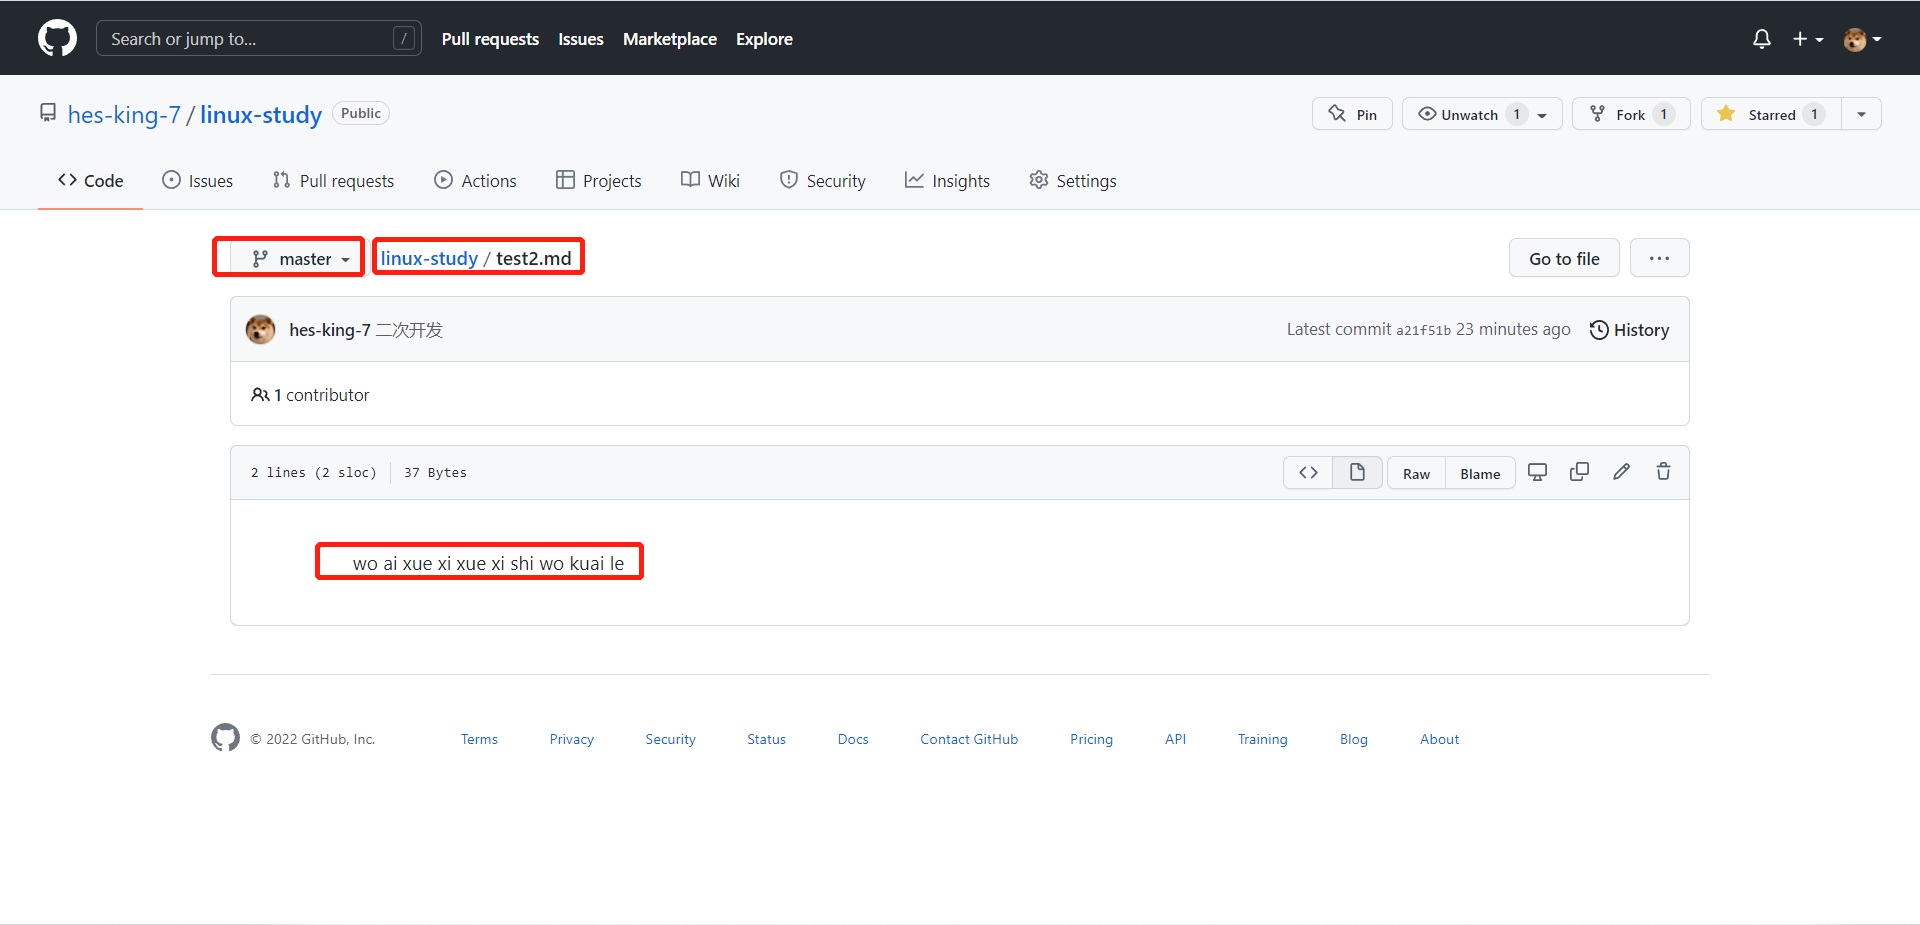 Search or jump to... /
Pull requests Issues Marketplace Explore
hes-king-7 / linux-study Public
Pin Unwatch 1 Fork 1 Starred 1
Code Issues Pull requests Actions Projects Wiki Security Insights Settings
master linux-study / test2.md Go to file ...
hes-king-7 二次开发 Latest commit a21f51b 23 minutes ago History
1 contributor
2 lines (2 sloc) 37 Bytes Raw Blame
wo ai xue xi xue xi shi wo kuai le
© 2022 GitHub, Inc. Terms Privacy Security Status Docs Contact GitHub Pricing API Training Blog About